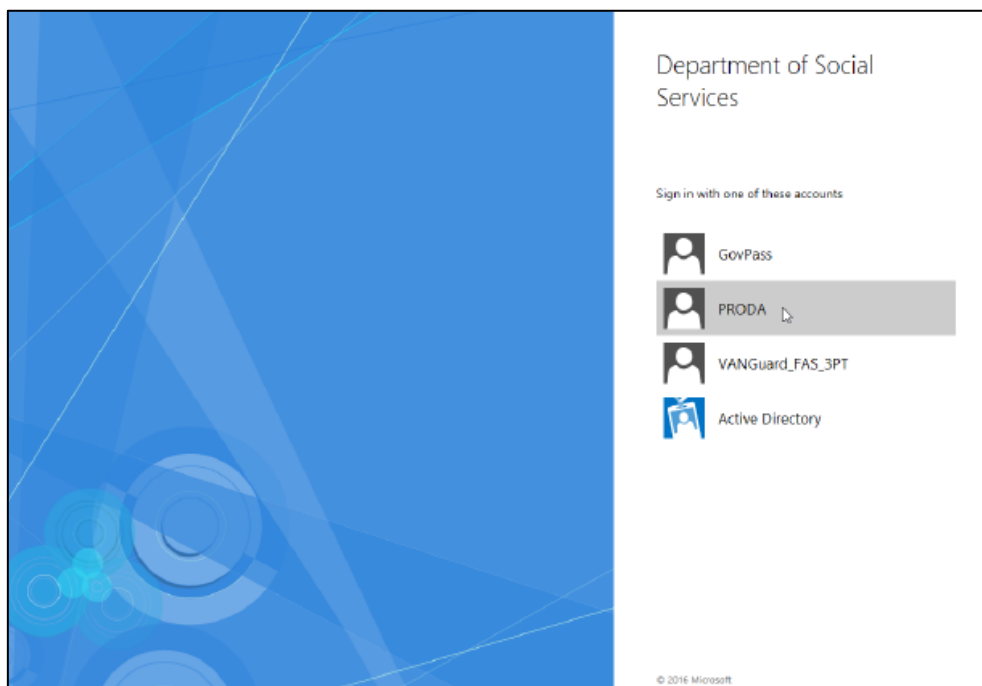 Department of Social
Services
Sign in with one of these accounts
GovPass
PRODA
VANGuard_FAS_3PT
Active Directory
© 2016 Microsoft